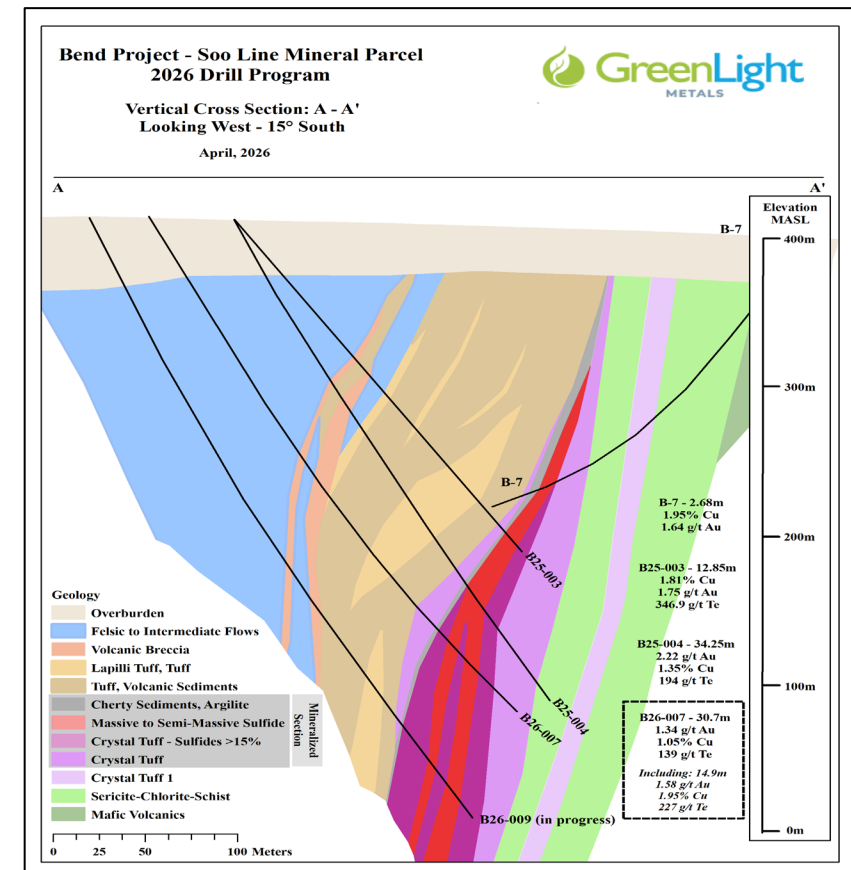 Bend Project - Soo Line Mineral Parcel
2026 Drill Program
Vertical Cross Section: A - A'
Looking West - 15° South
April, 2026
GreenLight
METALS
A
A'
Elevation
MASL
B-7
400m
300m
B-7
200m
B-7 - 2.68m
1.95% Cu
1.64 g/t Au
B25-003
B25-003 - 12.85m
1.81% Cu
1.75 g/t Au
346.9 g/t Te
B25-004 - 34.25m
2.22 g/t Au
1.35% Cu
194 g/t Te
100m
B25-004
B26-007
B26-007 - 30.7m
1.34 g/t Au
1.05% Cu
139 g/t Te
Including: 14.9m
1.58 g/t Au
1.95% Cu
227 g/t Te
B26-009 (in progress)
0m
Geology
Overburden
Felsic to Intermediate Flows
Volcanic Breccia
Lapilli Tuff, Tuff
Tuff, Volcanic Sediments
Cherty Sediments, Argilite
Massive to Semi-Massive Sulfide
Crystal Tuff - Sulfides >15%
Crystal Tuff
Mineralized
Section
Crystal Tuff 1
Sericite-Chlorite-Schist
Mafic Volcanics
0 25 50 100 Meters